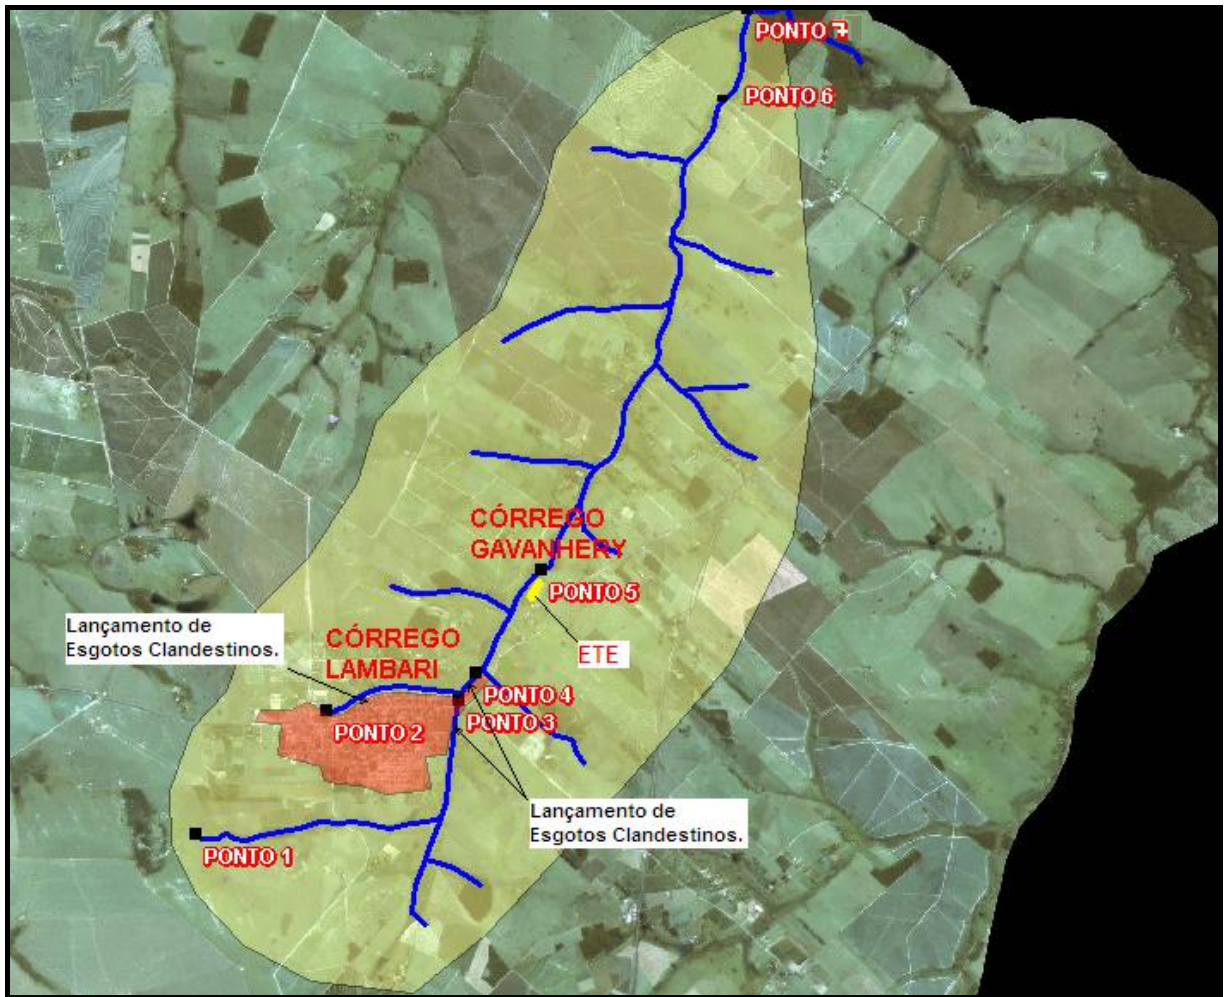 PONTO 7
PONTO 6
CÓRREGO
GAVANHERY
PONTO 5
Lançamento de
Esgotos Clandestinos.
CÓRREGO
LAMBARI
ETE
PONTO 4
PONTO 3
PONTO 2
Lançamento de
Esgotos Clandestinos.
PONTO 1